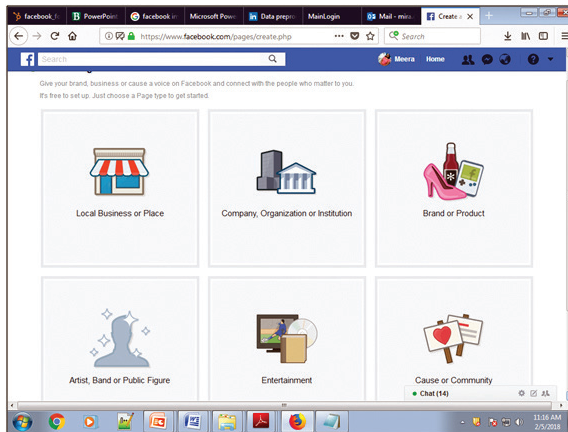 facebook_f
PowerPoint
facebook in
Microsoft Powe
Data prepro
MainLogin
Mail - mira
Create a
https://www.facebook.com/pages/create.php
Search
Search
Meera Home
Give your brand, business or cause a voice on Facebook and connect with the people who matter to you.
It's free to set up. Just choose a Page type to get started.
Local Business or Place
Company, Organization or Institution
Brand or Product
Artist, Band or Public Figure
Entertainment
Cause or Community
Chat (14)
11:16 AM
2/5/2018